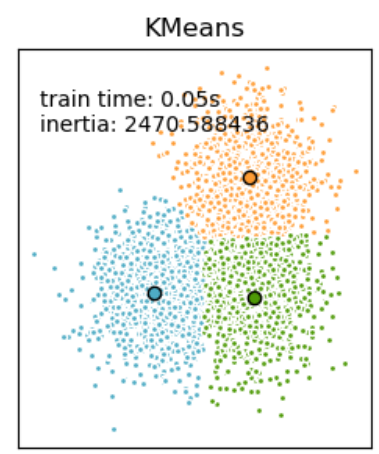 KMeans
train time: 0.05s
inertia: 2470.588436